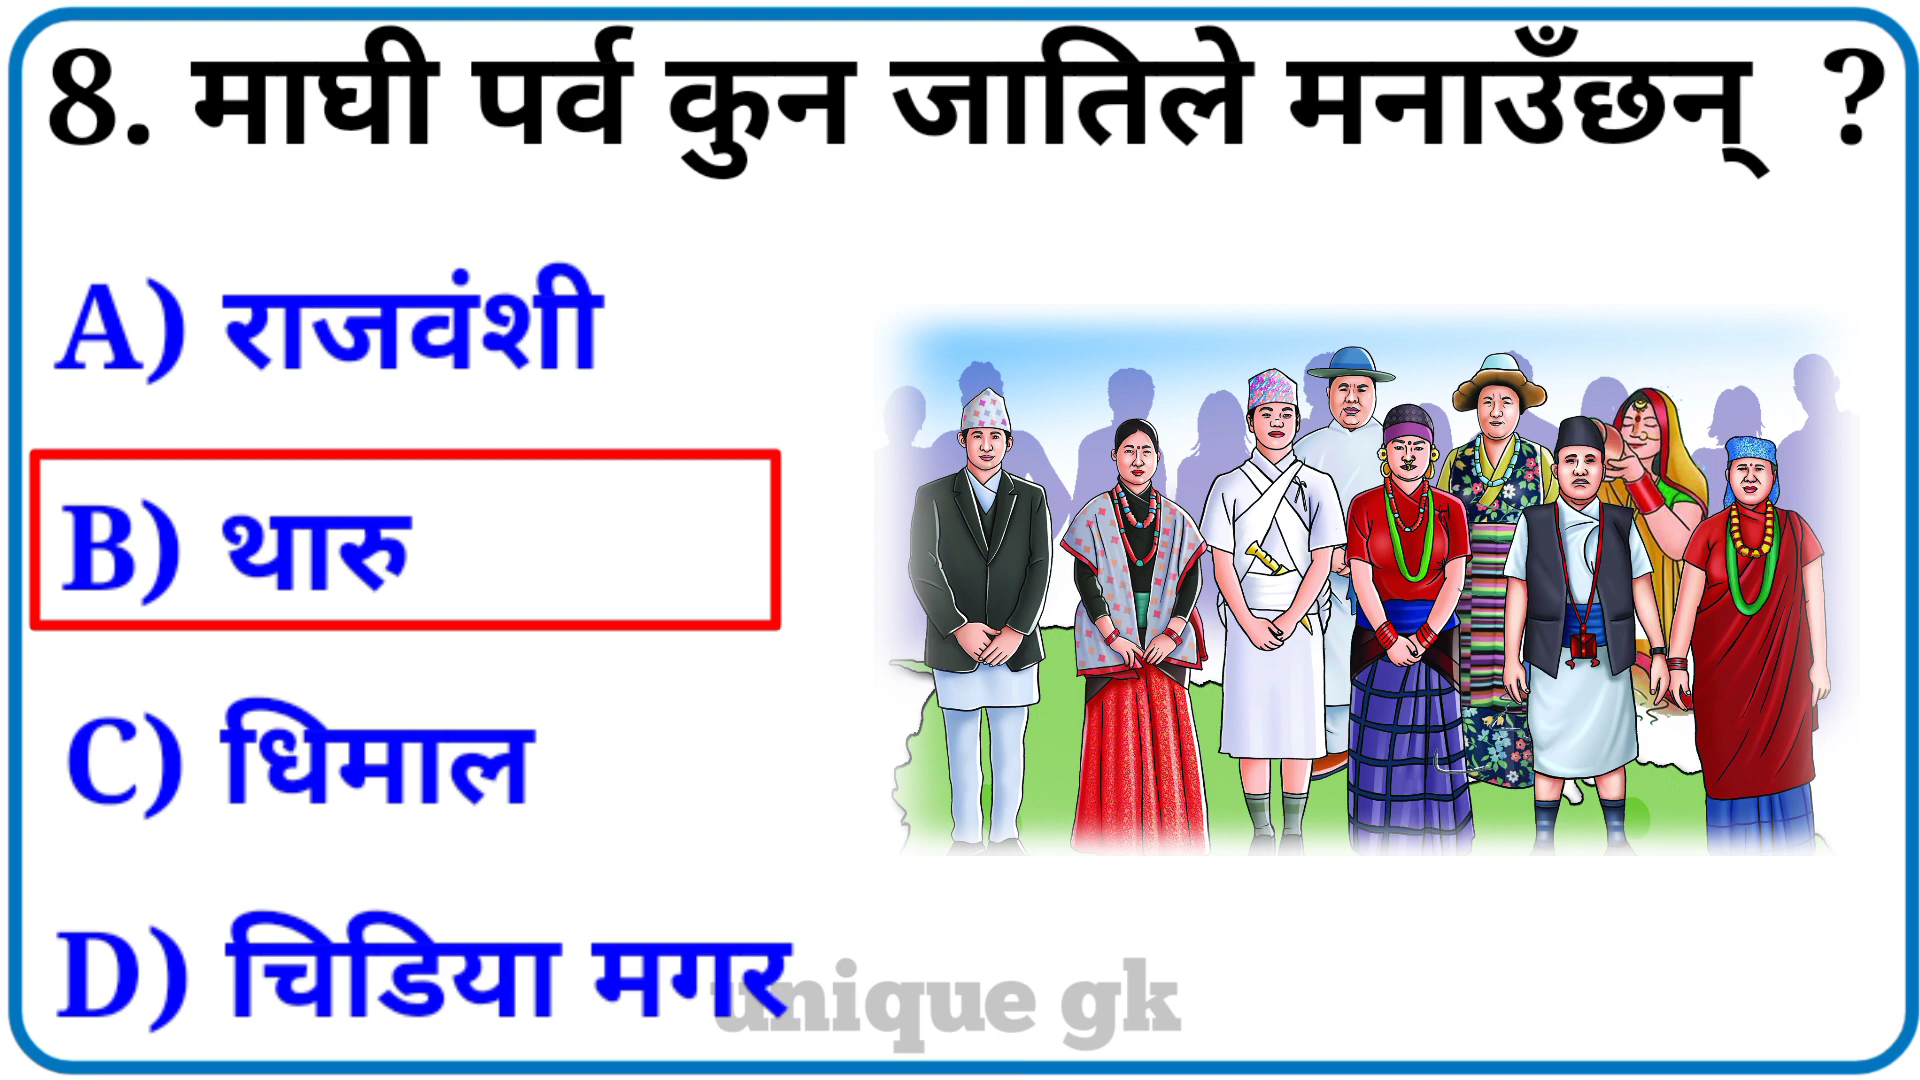 8. माघी पर्व कुन जातिले मनाउँछन् ?
A) राजवंशी
B) थारु
C) धिमाल
D) चिडिया मगर
unique gk